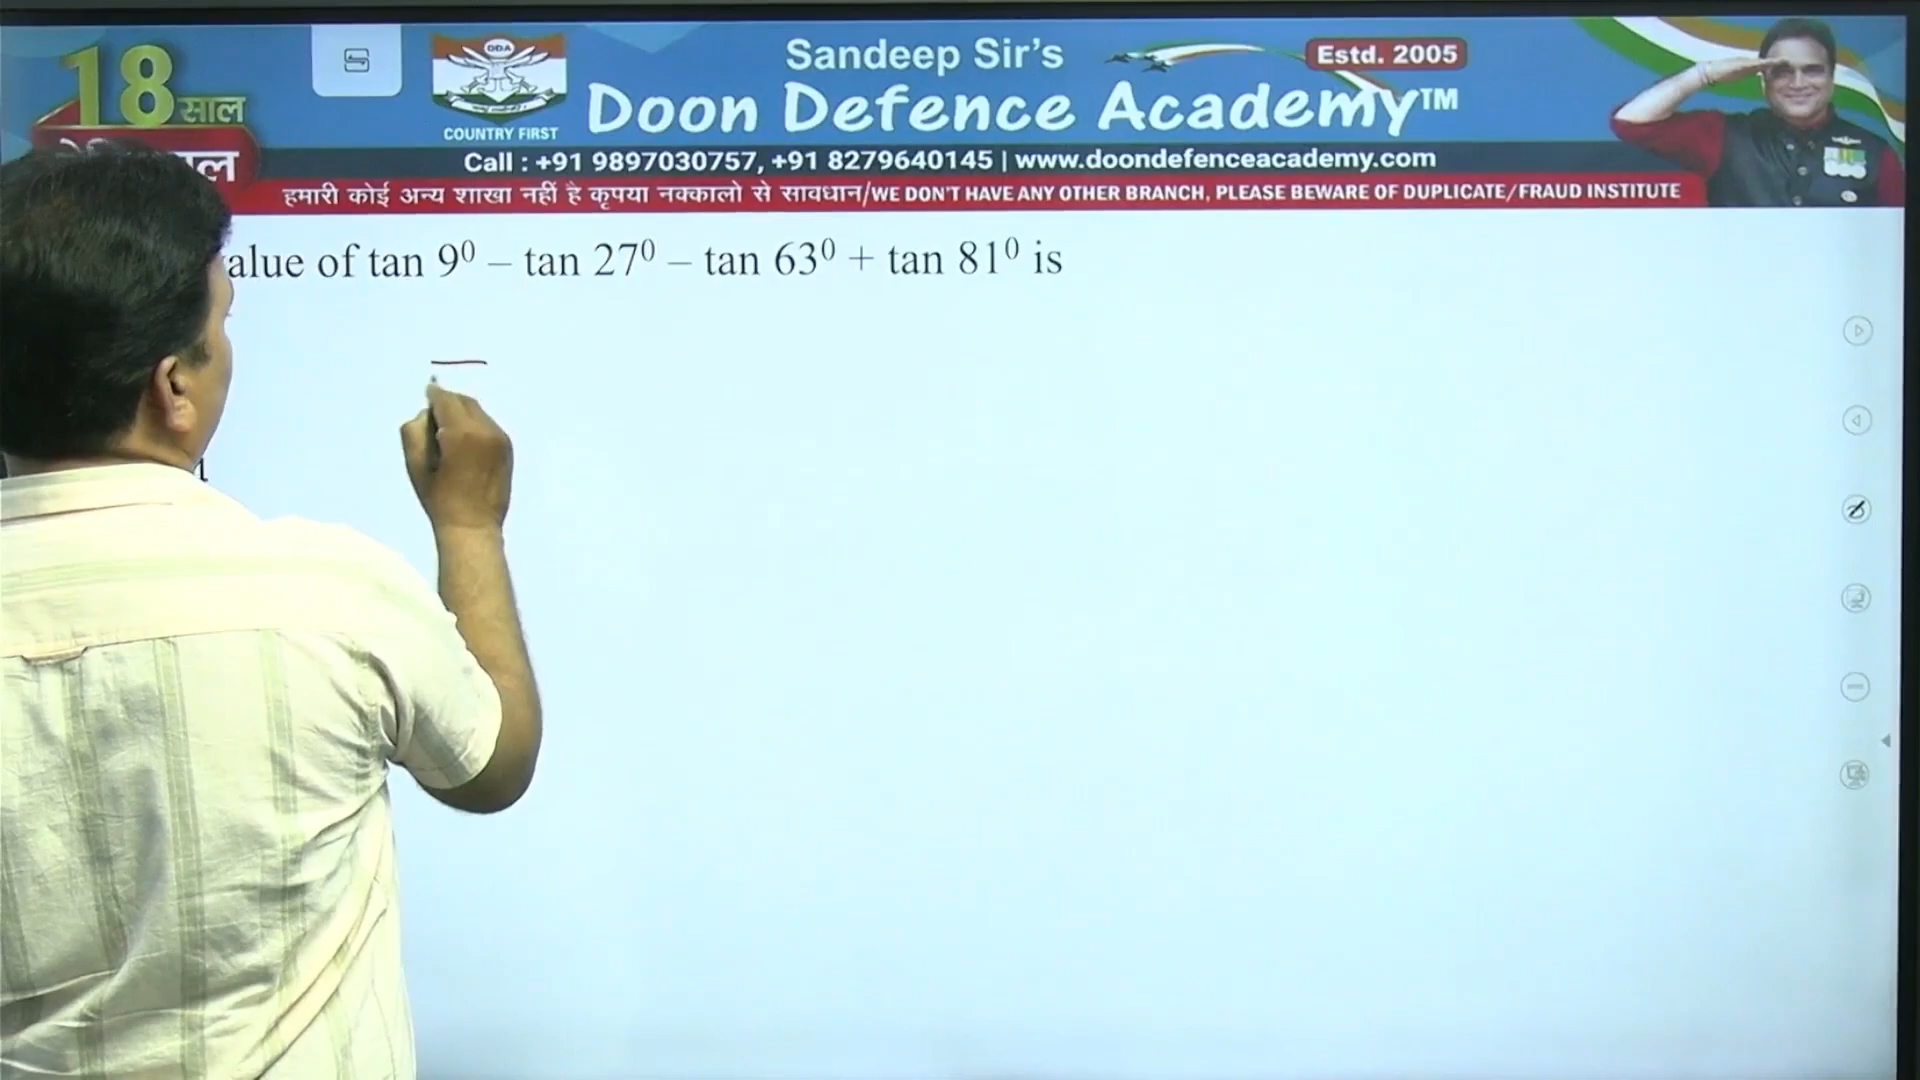 18 साल
DDA
COUNTRY FIRST
Sandeep Sir's
Estd. 2005
Doon Defence Academy™
Call : +91 9897030757, +91 8279640145 | www.doondefenceacademy.com
हमारी कोई अन्य शाखा नहीं है कृपया नक्कालो से सावधान/WE DON'T HAVE ANY OTHER BRANCH, PLEASE BEWARE OF DUPLICATE/FRAUD INSTITUTE
of tan 9⁰ – tan 27⁰ – tan 63⁰ + tan 81⁰ is